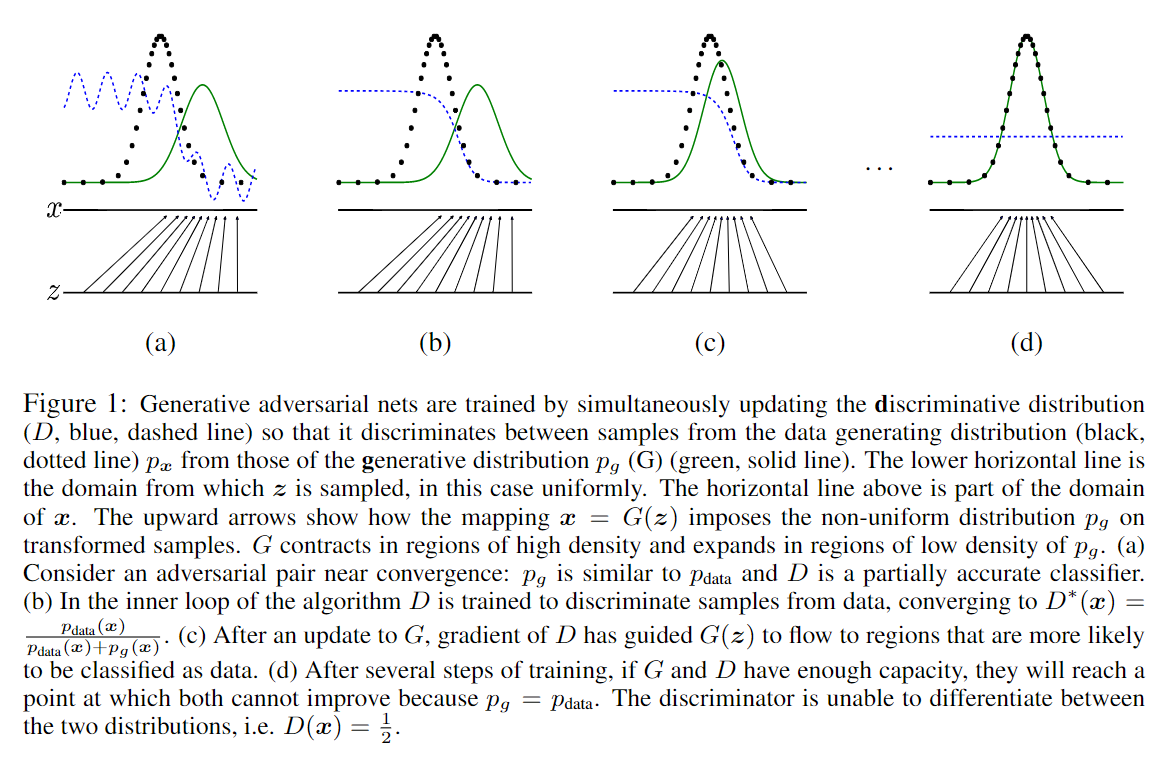 x
z
...
(a) (b) (c) (d)
Figure 1: Generative adversarial nets are trained by simultaneously updating the discriminative distribution
(D, blue, dashed line) so that it discriminates between samples from the data generating distribution (black,
dotted line) pₓ from those of the generative distribution p_g (G) (green, solid line). The lower horizontal line is
the domain from which z is sampled, in this case uniformly. The horizontal line above is part of the domain
of x. The upward arrows show how the mapping x = G(z) imposes the non-uniform distribution p_g on
transformed samples. G contracts in regions of high density and expands in regions of low density of p_g. (a)
Consider an adversarial pair near convergence: p_g is similar to p_data and D is a partially accurate classifier.
(b) In the inner loop of the algorithm D is trained to discriminate samples from data, converging to D*(x) =
p_data(x) / (p_data(x)+p_g(x)). (c) After an update to G, gradient of D has guided G(z) to flow to regions that are more likely
to be classified as data. (d) After several steps of training, if G and D have enough capacity, they will reach a
point at which both cannot improve because p_g = p_data. The discriminator is unable to differentiate between
the two distributions, i.e. D(x) = 1/2.